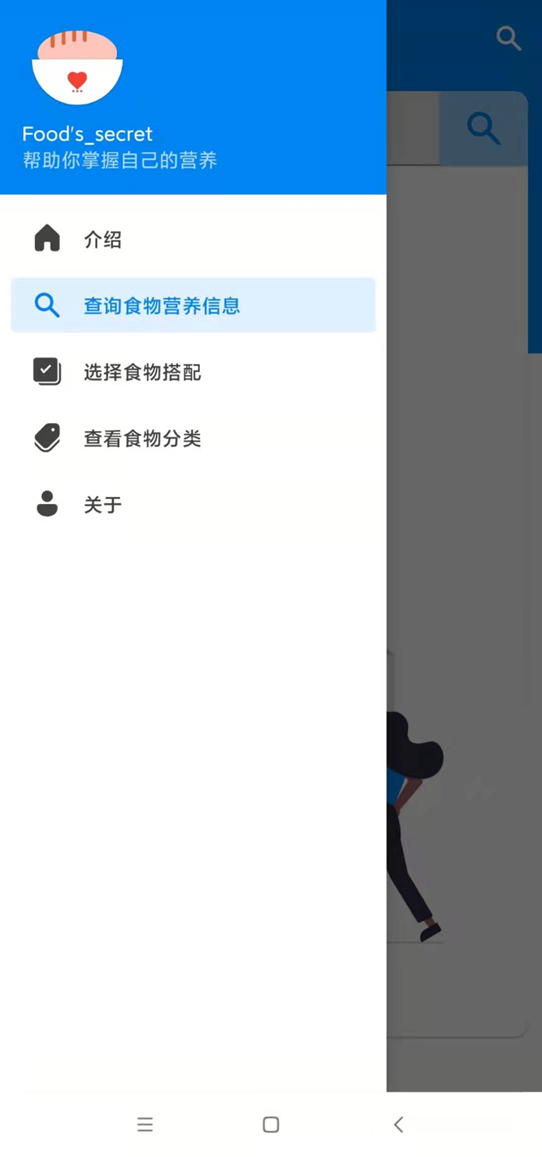 Food's_secret
帮助你掌握自己的营养
介绍
查询食物营养信息
选择食物搭配
查看食物分类
关于